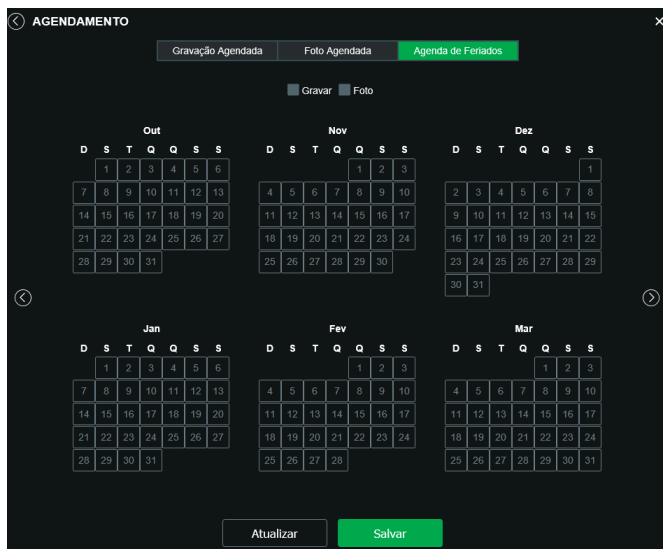 AGENDAMENTO
Gravação Agendada Foto Agendada Agenda de Feriados
Gravar Foto
Out Nov Dez
D S T Q Q S S D S T Q Q S S D S T Q Q S S
1 2 3 4 5 6 1 2 3 1
7 8 9 10 11 12 13 4 5 6 7 8 9 10 2 3 4 5 6 7 8
14 15 16 17 18 19 20 11 12 13 14 15 16 17 9 10 11 12 13 14 15
21 22 23 24 25 26 27 18 19 20 21 22 23 24 16 17 18 19 20 21 22
28 29 30 31 25 26 27 28 29 30 23 24 25 26 27 28 29
30 31
Jan Fev Mar
D S T Q Q S S D S T Q Q S S D S T Q Q S S
1 2 3 4 5 6 1 2 3 1 2 3
7 8 9 10 11 12 13 4 5 6 7 8 9 10 4 5 6 7 8 9 10
14 15 16 17 18 19 20 11 12 13 14 15 16 17 11 12 13 14 15 16 17
21 22 23 24 25 26 27 18 19 20 21 22 23 24 18 19 20 21 22 23 24
28 29 30 31 25 26 27 28 25 26 27 28 29 30 31
Atualizar Salvar